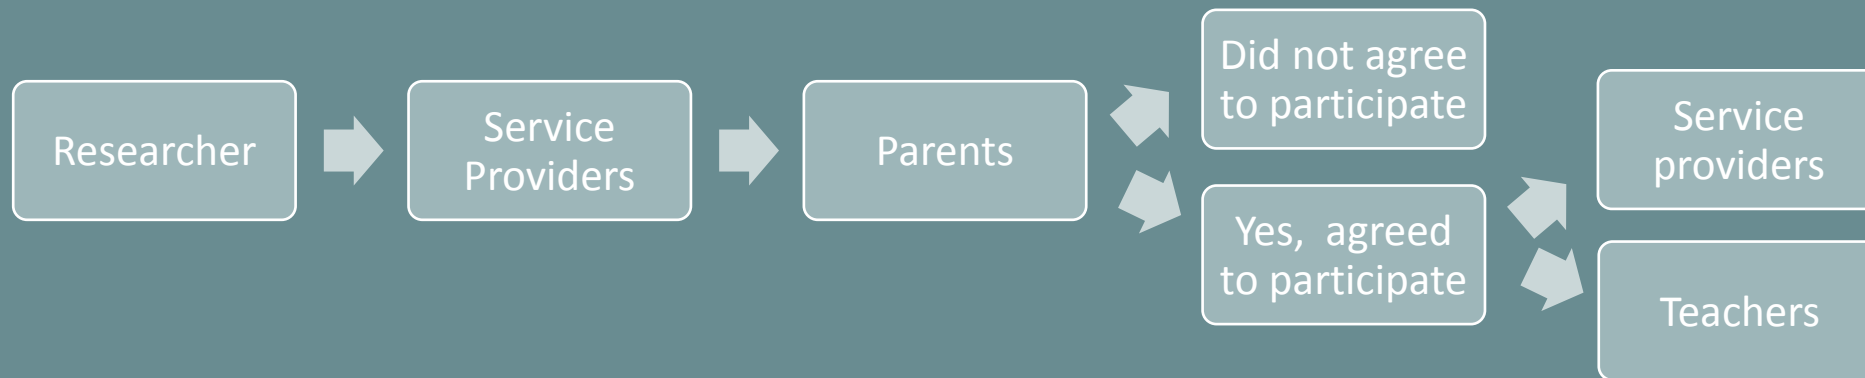 Researcher
Service
Providers
Parents
Did not agree
to participate
Yes,  agreed
to participate
Service
providers
Teachers